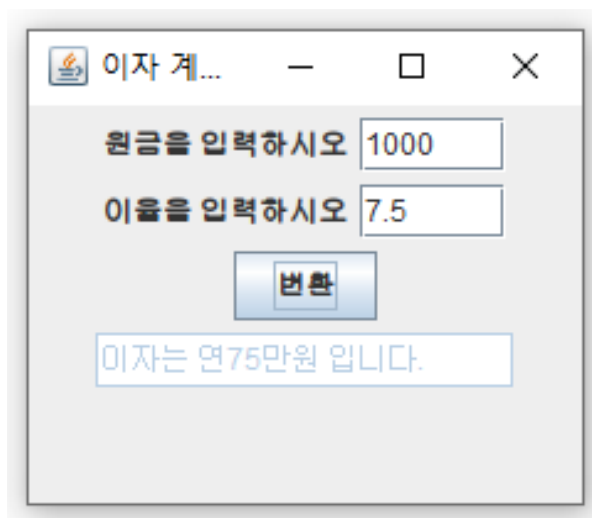 이자 계...
원금을 입력하시오 1000
이율을 입력하시오 7.5
변환
이자는 연75만원 입니다.